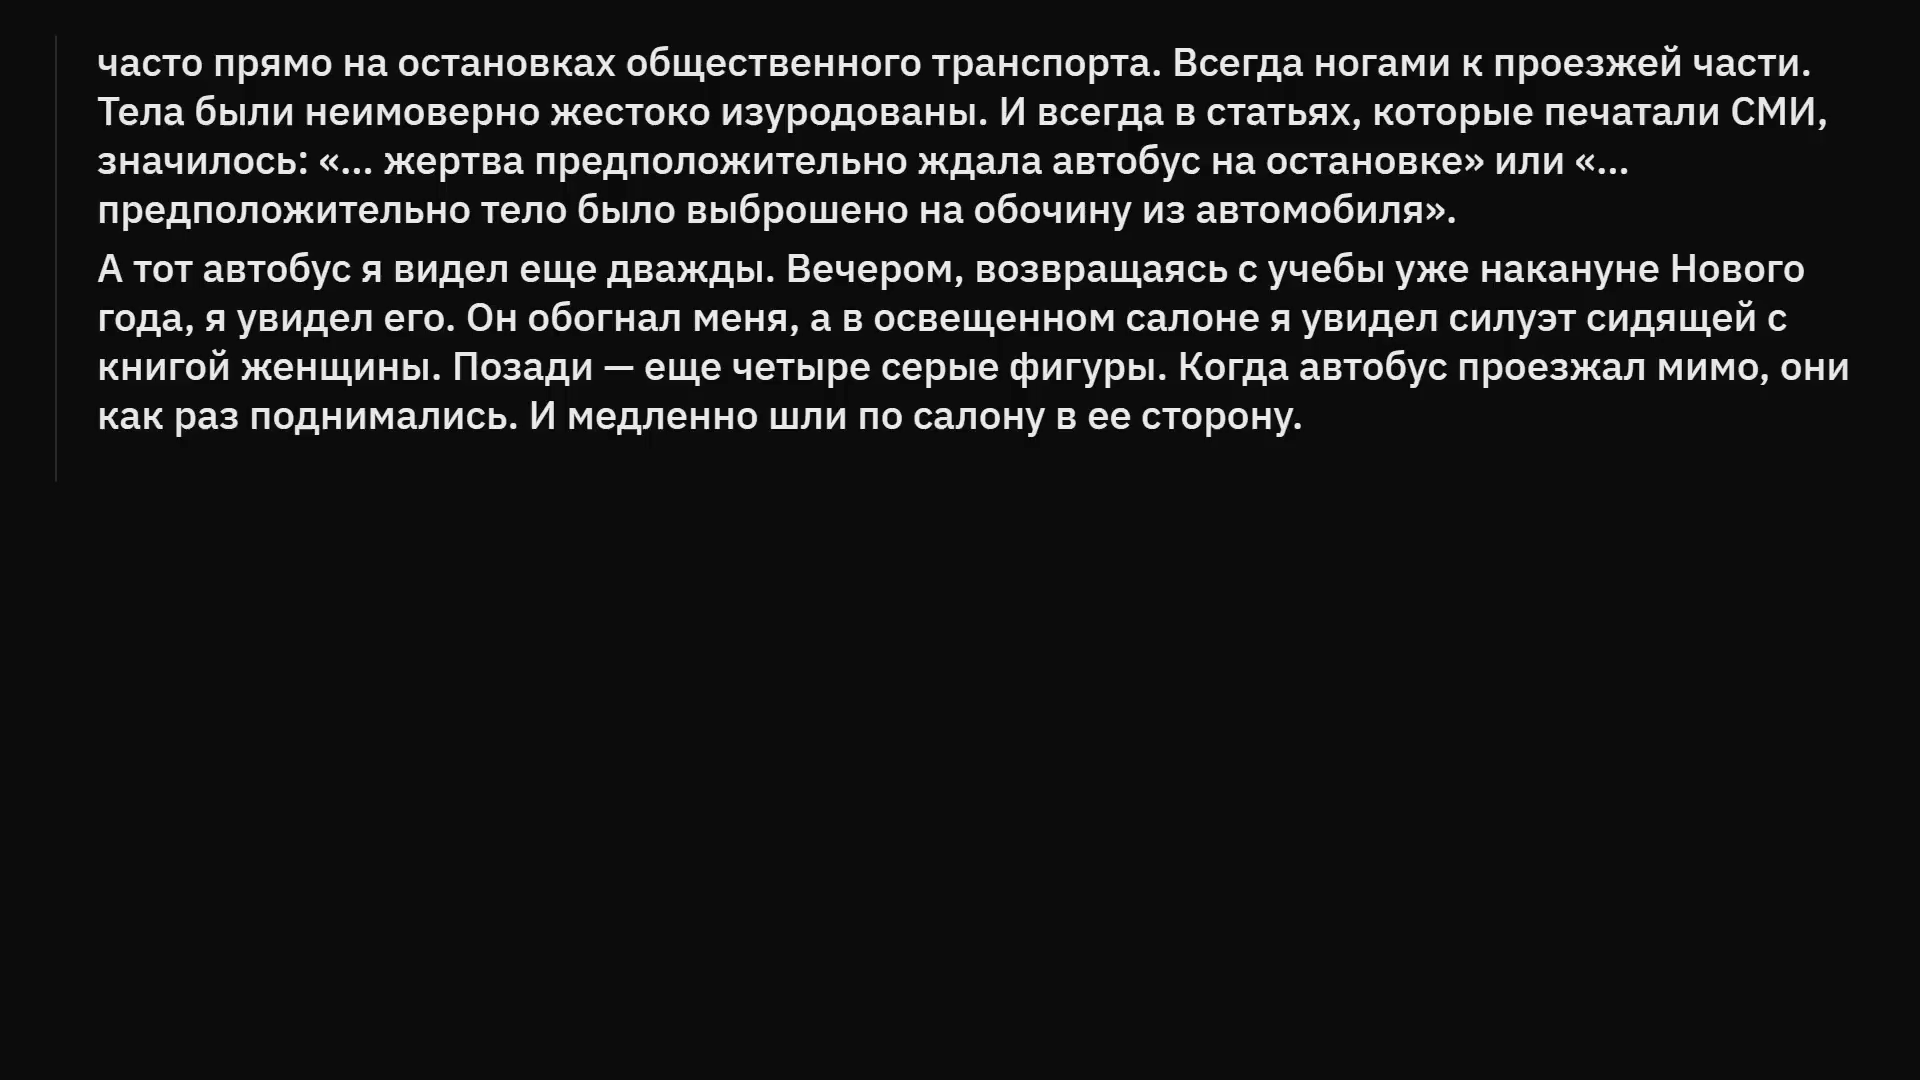 часто прямо на остановках общественного транспорта. Всегда ногами к проезжей части.
Тела были неимоверно жестоко изуродованы. И всегда в статьях, которые печатали СМИ,
значилось: «... жертва предположительно ждала автобус на остановке» или «...
предположительно тело было выброшено на обочину из автомобиля».
А тот автобус я видел еще дважды. Вечером, возвращаясь с учебы уже накануне Нового
года, я увидел его. Он обогнал меня, а в освещенном салоне я увидел силуэт сидящей с
книгой женщины. Позади — еще четыре серые фигуры. Когда автобус проезжал мимо, они
как раз поднимались. И медленно шли по салону в ее сторону.